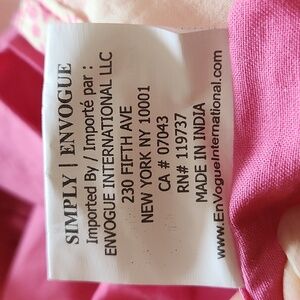 SIMPLY | ENVOGUE
Imported By / Importé par :
ENVOGUE INTERNATIONAL LLC
230 FIFTH AVE
NEW YORK NY 10001
CA # 07043
RN# 119737
MADE IN INDIA
www.EnVogueInternational.com